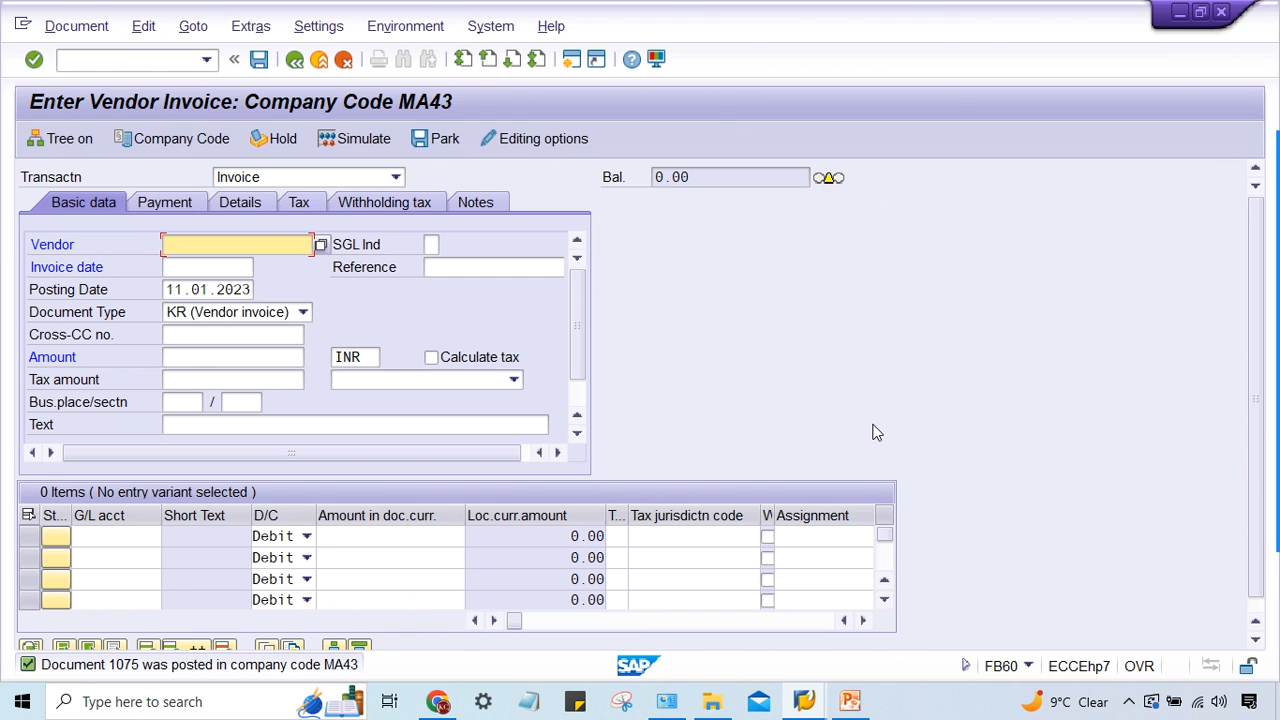 Document Edit Goto Extras Settings Environment System Help
Enter Vendor Invoice: Company Code MA43
Tree on Company Code Hold Simulate Park Editing options
Transactn Invoice Bal. 0.00
Basic data Payment Details Tax Withholding tax Notes
Vendor SGL Ind
Invoice date Reference
Posting Date 11.01.2023
Document Type KR (Vendor invoice)
Cross-CC no.
Amount INR Calculate tax
Tax amount
Bus.place/sectn /
Text
0 Items ( No entry variant selected )
St... G/L acct Short Text D/C Amount in doc.curr. Loc.curr.amount T... Tax jurisdictn code W Assignment
Debit 0.00
Debit 0.00
Debit 0.00
Debit 0.00
Document 1075 was posted in company code MA43 SAP FB60 ECCEhp7 OVR
Type here to search 9°C Clear